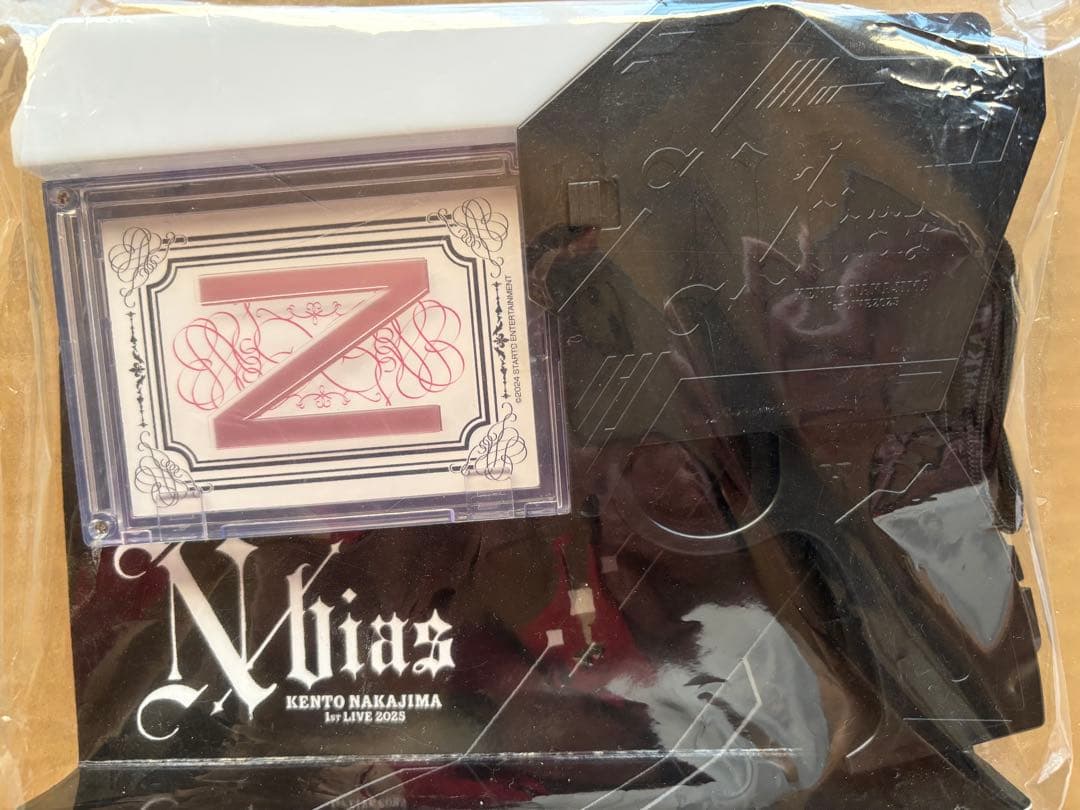 N
©2024 STARTO ENTERTAINMENT
KENTO NAKAJIMA
1st LIVE 2025
N bias
KENTO NAKAJIMA
1st LIVE 2025